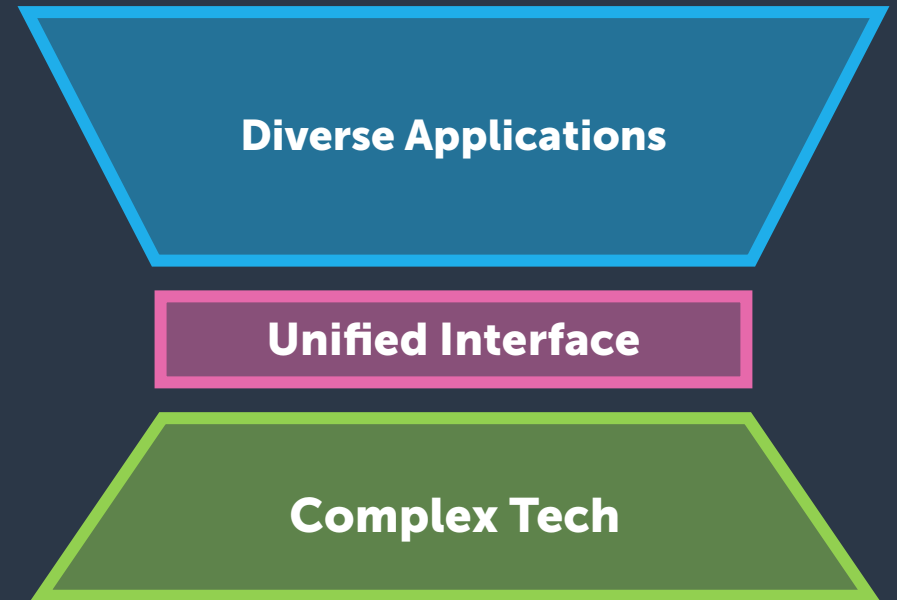 Diverse Applications
Unified Interface
Complex Tech